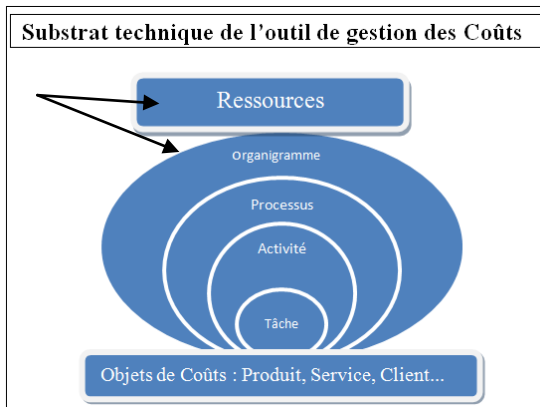 Substrat technique de l'outil de gestion des Coûts
Ressources
Organigramme
Processus
Activité
Tâche
Objets de Coûts : Produit, Service, Client...